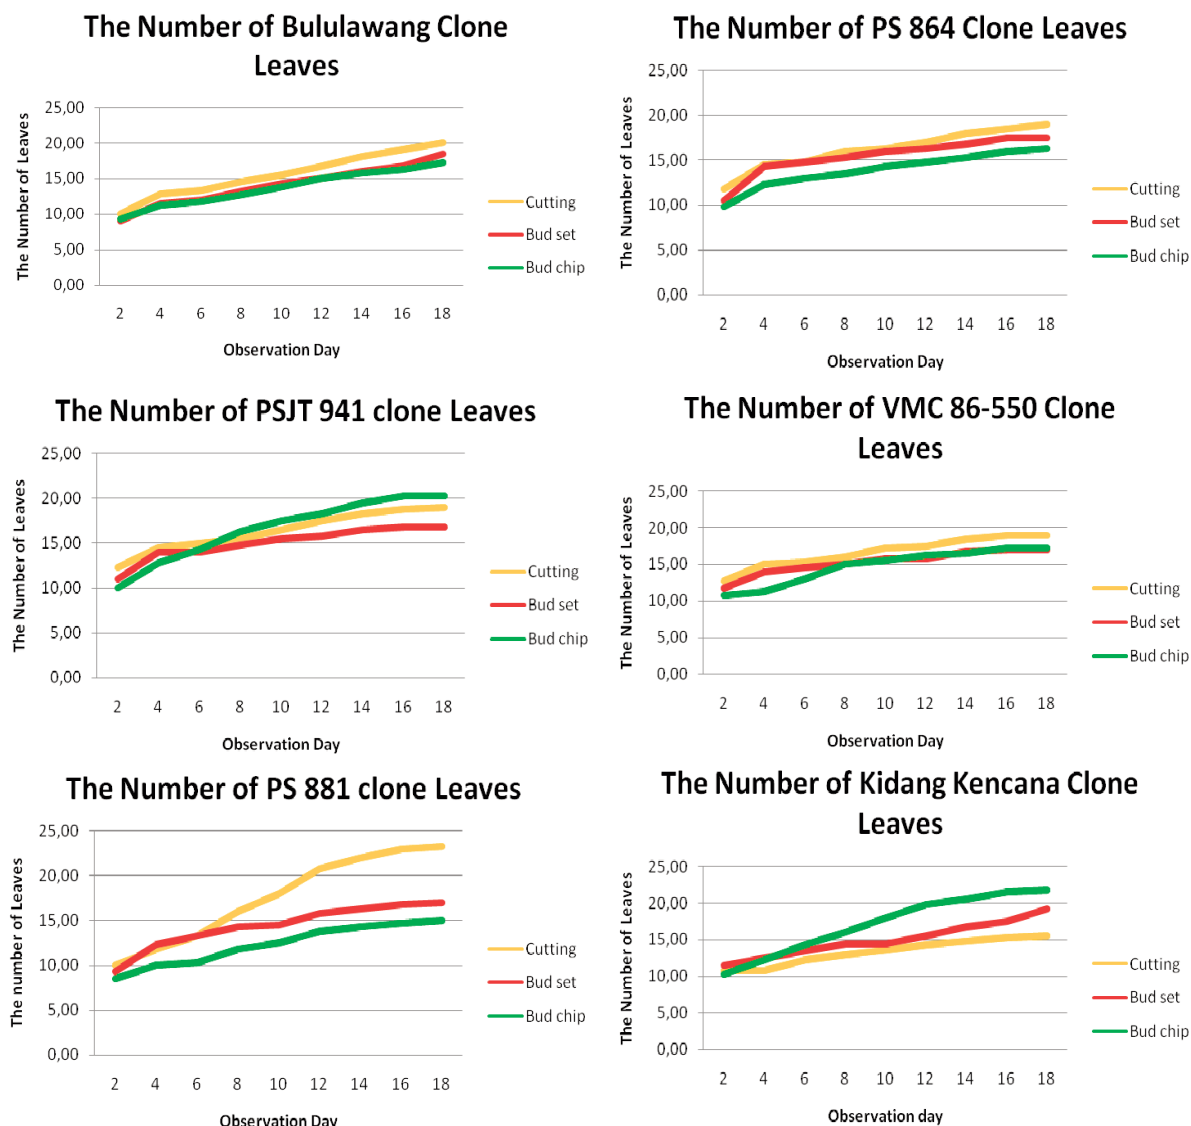 The Number of Bululawang Clone
Leaves
The Number of Leaves
25,00
20,00
15,00
10,00
5,00
0,00
2 4 6 8 10 12 14 16 18
Observation Day
Cutting
Bud set
Bud chip
The Number of PS 864 Clone Leaves
The Number of Leaves
25,00
20,00
15,00
10,00
5,00
0,00
2 4 6 8 10 12 14 16 18
Observation Day
Cutting
Bud set
Bud chip
The Number of PSJT 941 clone Leaves
The Number of Leaves
25,00
20,00
15,00
10,00
5,00
0,00
2 4 6 8 10 12 14 16 18
Observation Day
Cutting
Bud set
Bud chip
The Number of VMC 86-550 Clone
Leaves
The Number of Leaves
25,00
20,00
15,00
10,00
5,00
0,00
2 4 6 8 10 12 14 16 18
Observation Day
Cutting
Bud set
Bud chip
The Number of PS 881 clone Leaves
The number of Leaves
25,00
20,00
15,00
10,00
5,00
0,00
2 4 6 8 10 12 14 16 18
Observation Day
Cutting
Bud set
Bud chip
The Number of Kidang Kencana Clone
Leaves
The Number of Leaves
25,00
20,00
15,00
10,00
5,00
0,00
2 4 6 8 10 12 14 16 18
Observation day
Cutting
Bud set
Bud chip